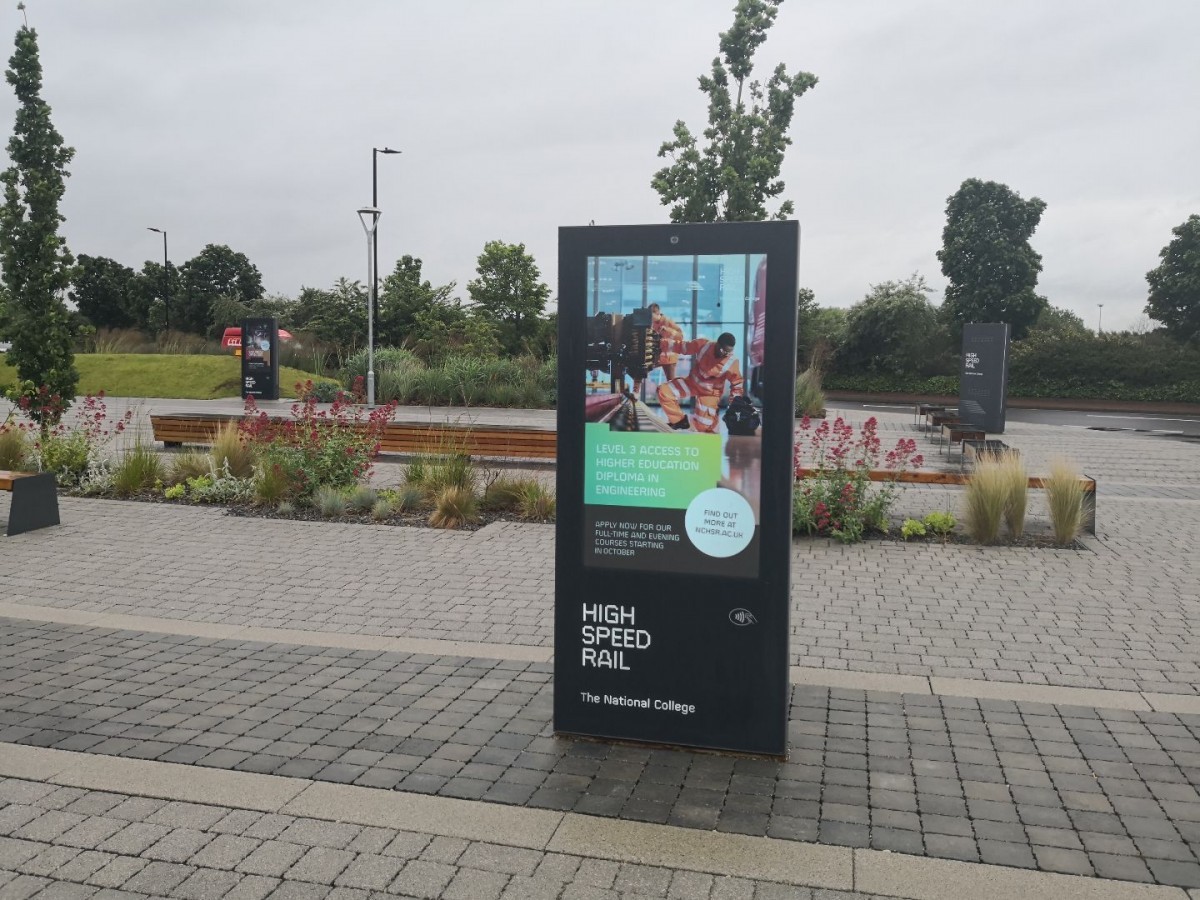 LEVEL 3 ACCESS TO
HIGHER EDUCATION
DIPLOMA IN
ENGINEERING
FIND OUT
MORE AT
NCHSR.AC.UK
APPLY NOW FOR OUR
FULL-TIME AND EVENING
COURSES STARTING
IN OCTOBER
HIGH
SPEED
RAIL
The National College
HIGH
SPEED
RAIL